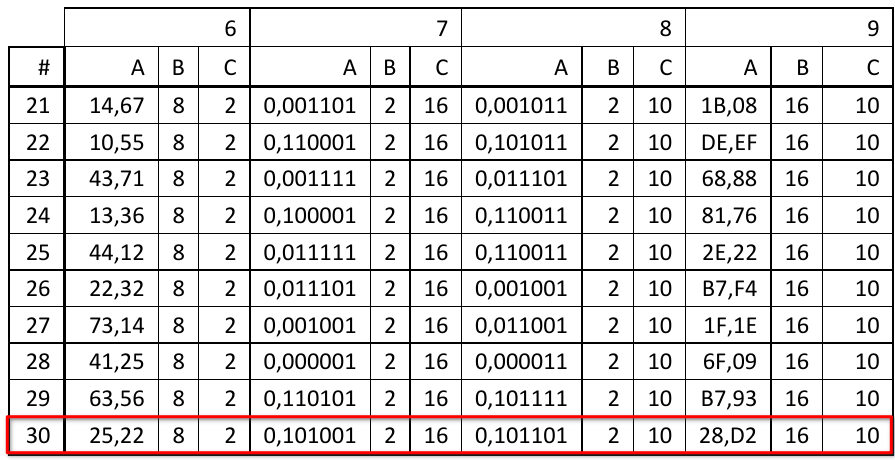 6 7 8 9
# A B C A B C A B C A B C
21 14,67 8 2 0,001101 2 16 0,001011 2 10 1B,08 16 10
22 10,55 8 2 0,110001 2 16 0,101011 2 10 DE,EF 16 10
23 43,71 8 2 0,001111 2 16 0,011101 2 10 68,88 16 10
24 13,36 8 2 0,100001 2 16 0,110011 2 10 81,76 16 10
25 44,12 8 2 0,011111 2 16 0,110011 2 10 2E,22 16 10
26 22,32 8 2 0,011101 2 16 0,001001 2 10 B7,F4 16 10
27 73,14 8 2 0,001001 2 16 0,011001 2 10 1F,1E 16 10
28 41,25 8 2 0,000001 2 16 0,000011 2 10 6F,09 16 10
29 63,56 8 2 0,110101 2 16 0,101111 2 10 B7,93 16 10
30 25,22 8 2 0,101001 2 16 0,101101 2 10 28,D2 16 10